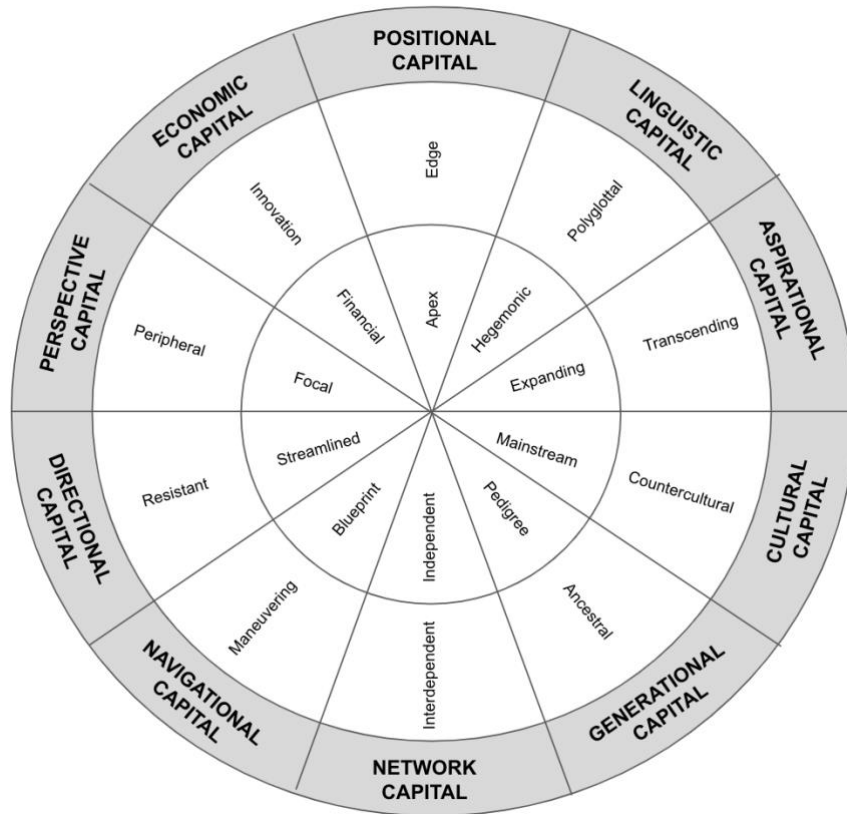 POSITIONAL
CAPITAL
LINGUISTIC
CAPITAL
ASPIRATIONAL
CAPITAL
CULTURAL
CAPITAL
GENERATIONAL
CAPITAL
NETWORK
CAPITAL
NAVIGATIONAL
CAPITAL
DIRECTIONAL
CAPITAL
PERSPECTIVE
CAPITAL
ECONOMIC
CAPITAL
Edge
Polyglottal
Transcending
Countercultural
Ancestral
Interdependent
Maneuvering
Resistant
Peripheral
Innovation
Apex
Hegemonic
Expanding
Mainstream
Pedigree
Independent
Blueprint
Streamlined
Focal
Financial